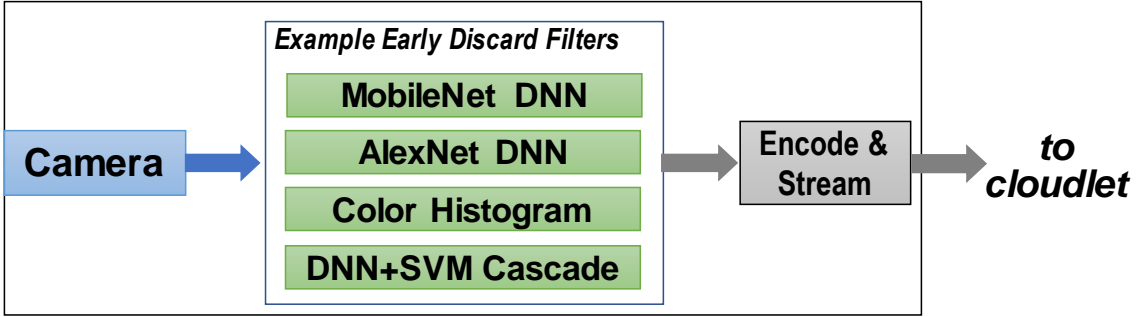 Example Early Discard Filters
MobileNet DNN
AlexNet DNN
Color Histogram
DNN+SVM Cascade
Camera
Encode &
Stream
to
cloudlet